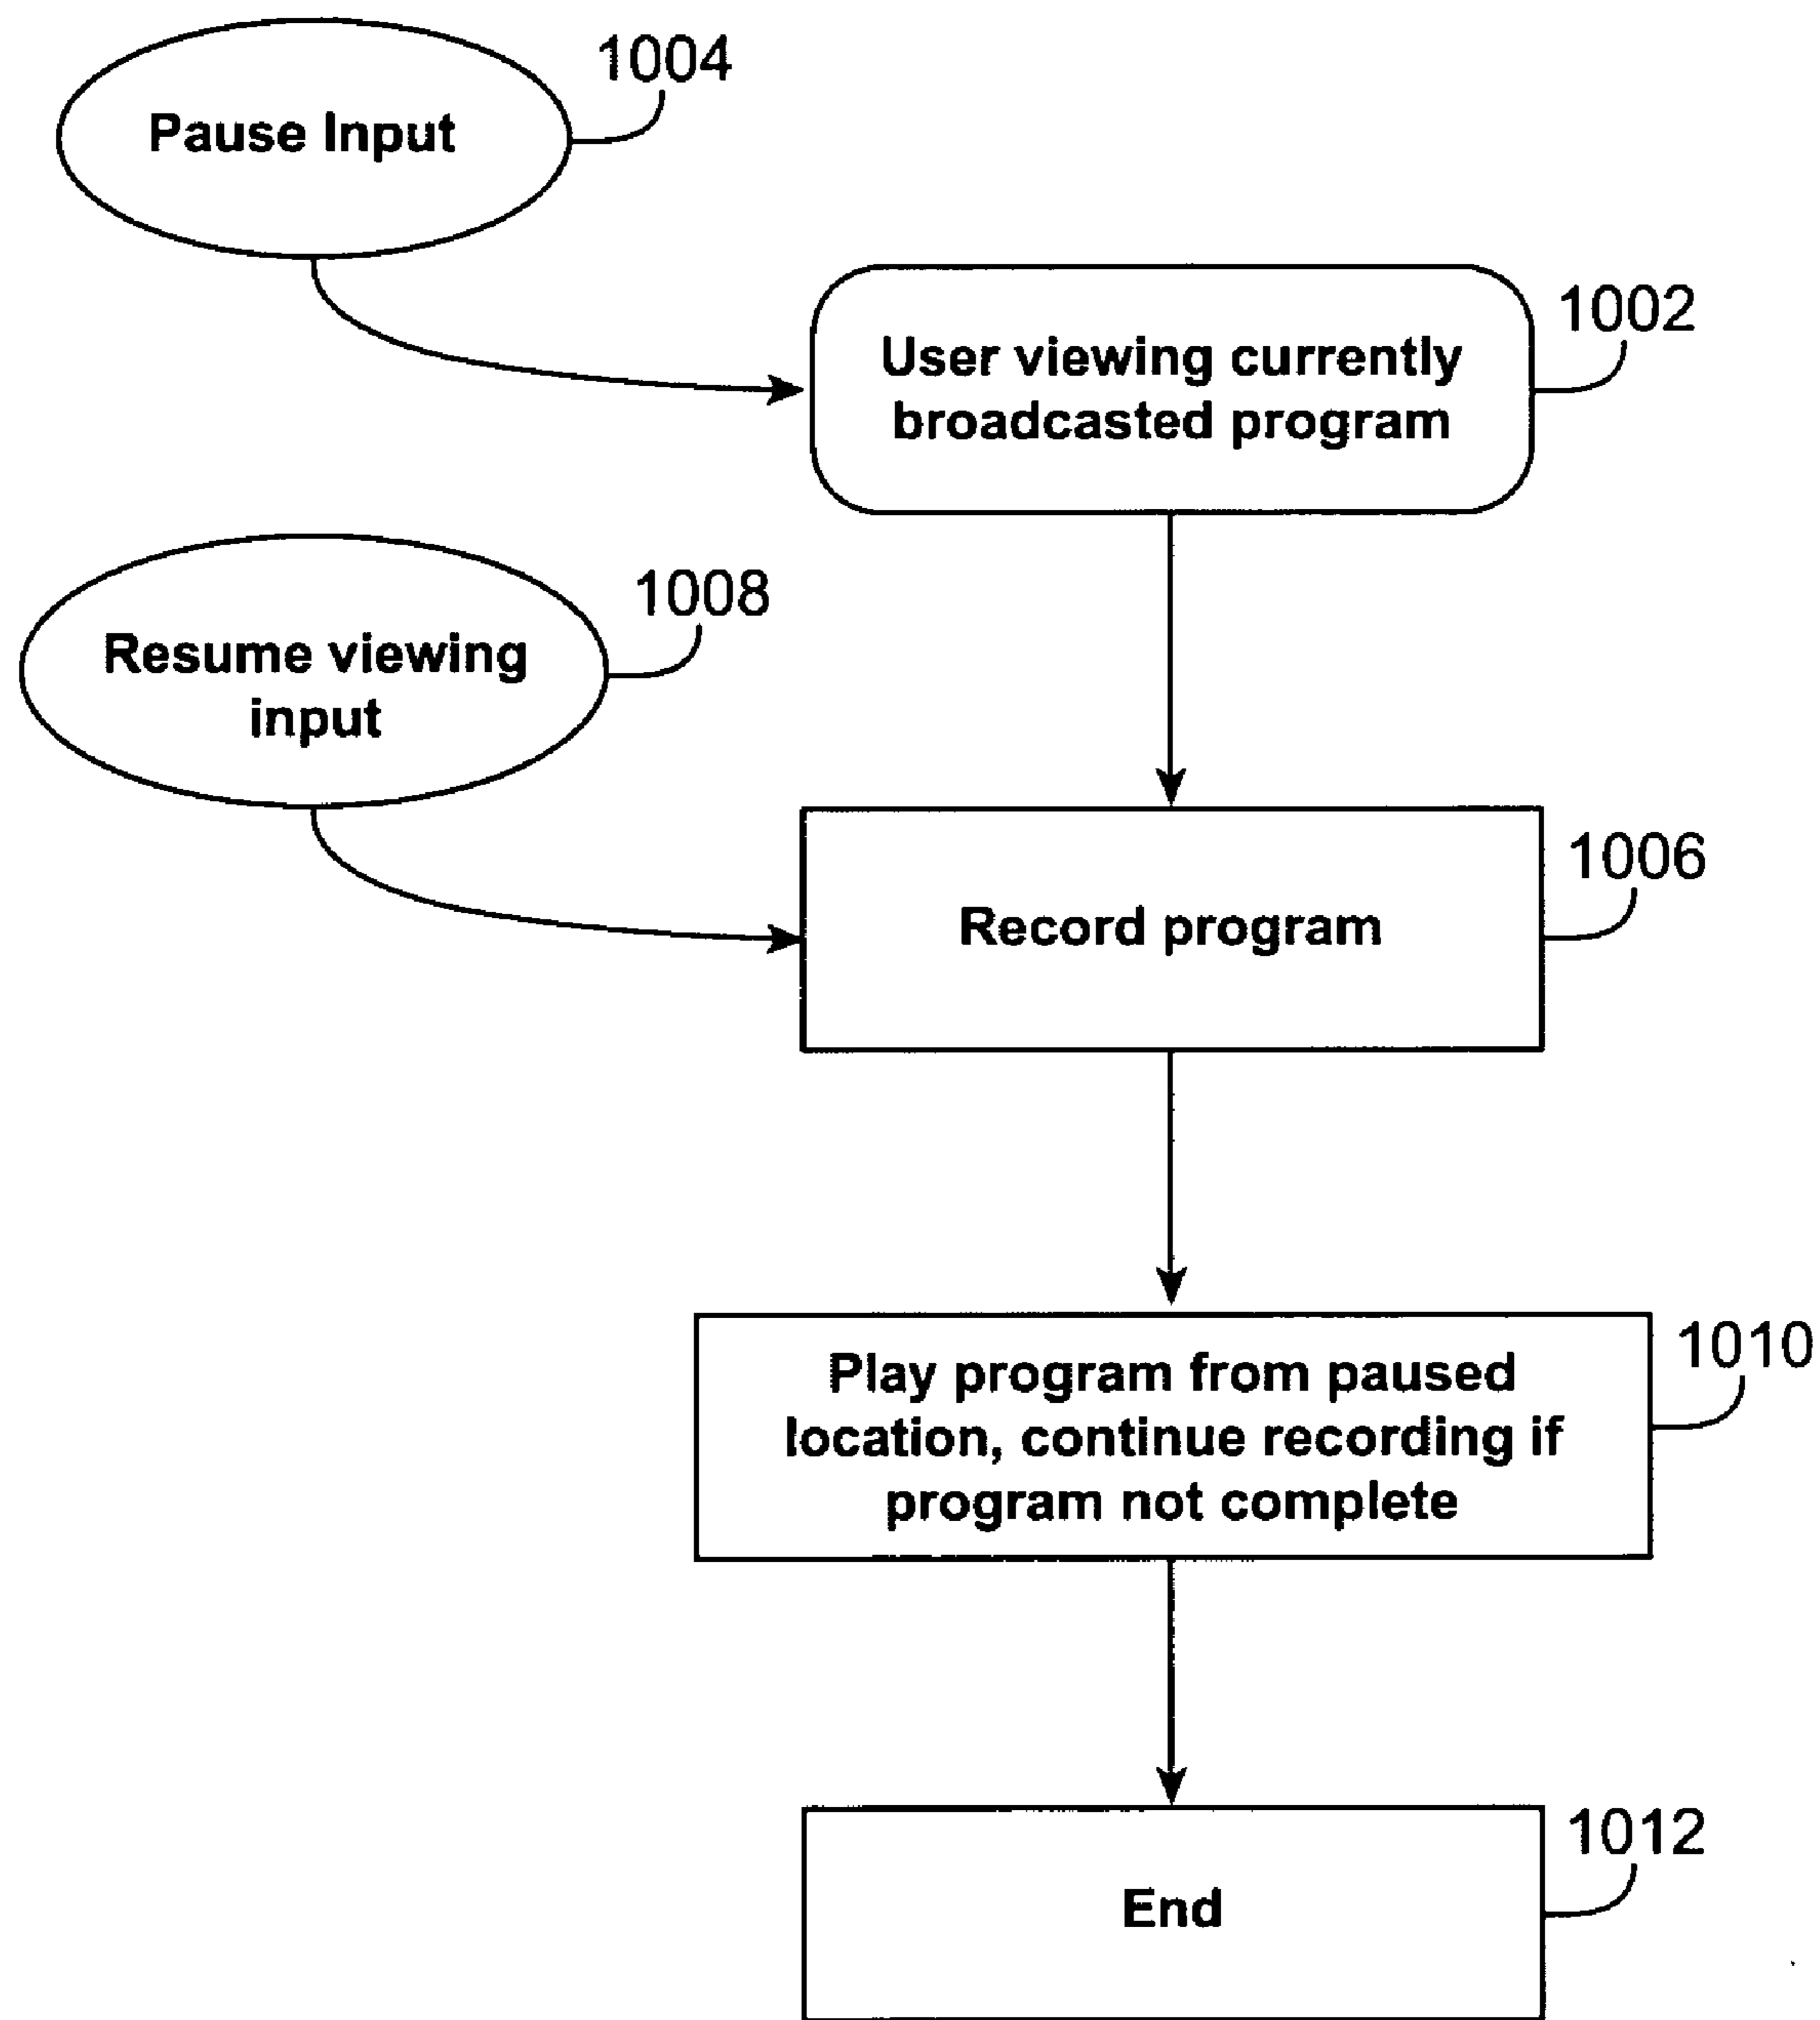 1004
Pause Input
1002
User viewing currently
broadcasted program
1008
Resume viewing
input
1006
Record program
1010
Play program from paused
location, continue recording if
program not complete
1012
End